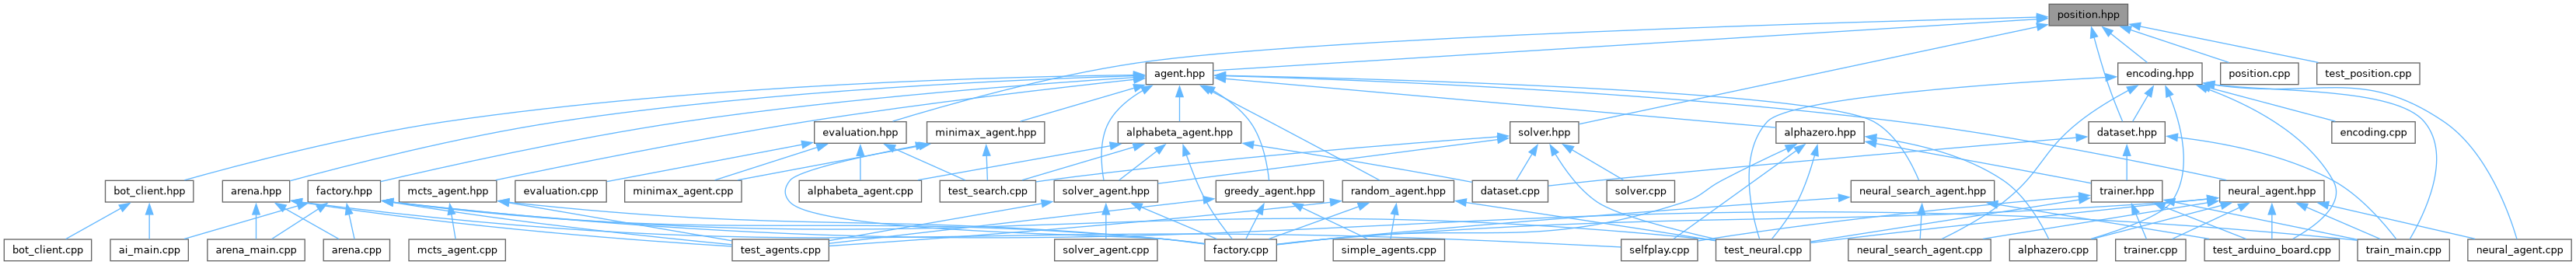 position.hpp
agent.hpp
encoding.hpp
position.cpp
test_position.cpp
evaluation.hpp
minimax_agent.hpp
alphabeta_agent.hpp
solver.hpp
alphazero.hpp
dataset.hpp
encoding.cpp
bot_client.hpp
arena.hpp
factory.hpp
mcts_agent.hpp
evaluation.cpp
minimax_agent.cpp
alphabeta_agent.cpp
test_search.cpp
solver_agent.hpp
greedy_agent.hpp
random_agent.hpp
dataset.cpp
solver.cpp
neural_search_agent.hpp
trainer.hpp
neural_agent.hpp
bot_client.cpp
ai_main.cpp
arena_main.cpp
arena.cpp
mcts_agent.cpp
test_agents.cpp
solver_agent.cpp
factory.cpp
simple_agents.cpp
selfplay.cpp
test_neural.cpp
neural_search_agent.cpp
alphazero.cpp
trainer.cpp
test_arduino_board.cpp
train_main.cpp
neural_agent.cpp